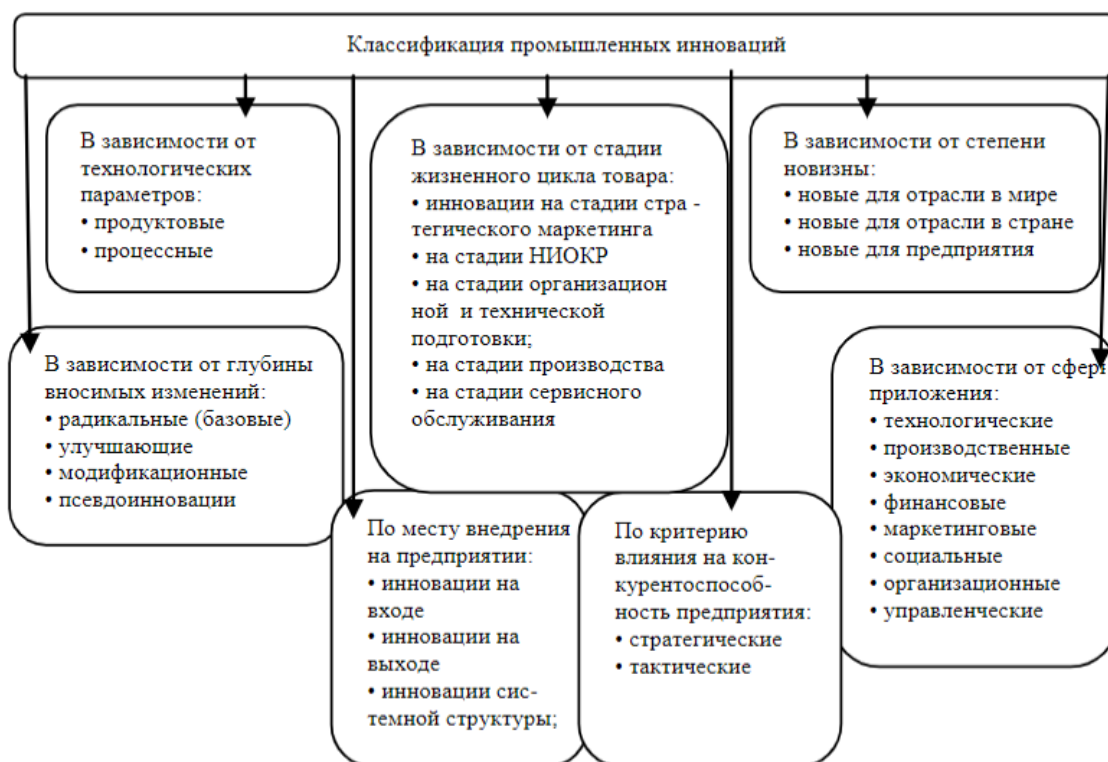 Классификация промышленных инноваций
В зависимости от
технологических
параметров:
• продуктовые
• процессные
В зависимости от стадии
жизненного цикла товара:
• инновации на стадии стра -
тегического маркетинга
• на стадии НИОКР
• на стадии организацион
ной и технической
подготовки;
• на стадии производства
• на стадии сервисного
обслуживания
В зависимости от степени
новизны:
• новые для отрасли в мире
• новые для отрасли в стране
• новые для предприятия
В зависимости от глубины
вносимых изменений:
• радикальные (базовые)
• улучшающие
• модификационные
• псевдоинновации
По месту внедрения
на предприятии:
• инновации на
входе
• инновации на
выходе
• инновации сис-
темной структуры;
По критерию
влияния на кон-
курентоспособ-
ность предприятия:
• стратегические
• тактические
В зависимости от сферы
приложения:
• технологические
• производственные
• экономические
• финансовые
• маркетинговые
• социальные
• организационные
• управленческие